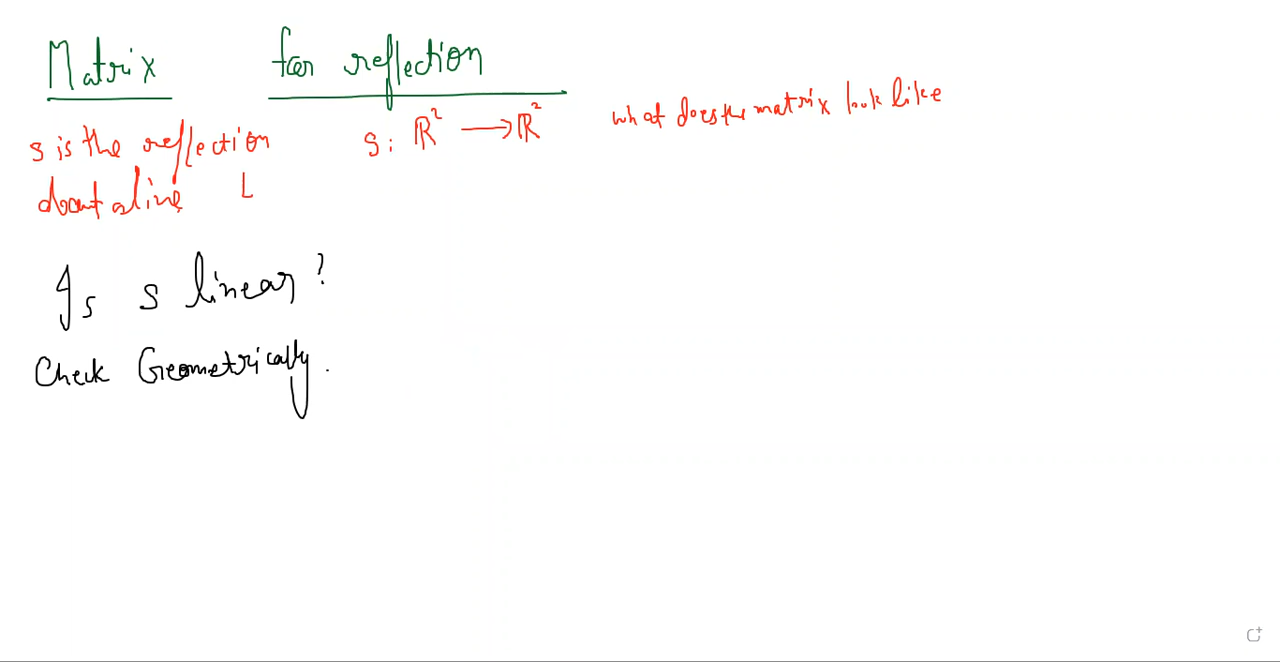 Matrix for reflection
s is the reflection
about a line L
S: ℝ² → ℝ²
what does the matrix look like
Is s linear?
Check Geometrically.